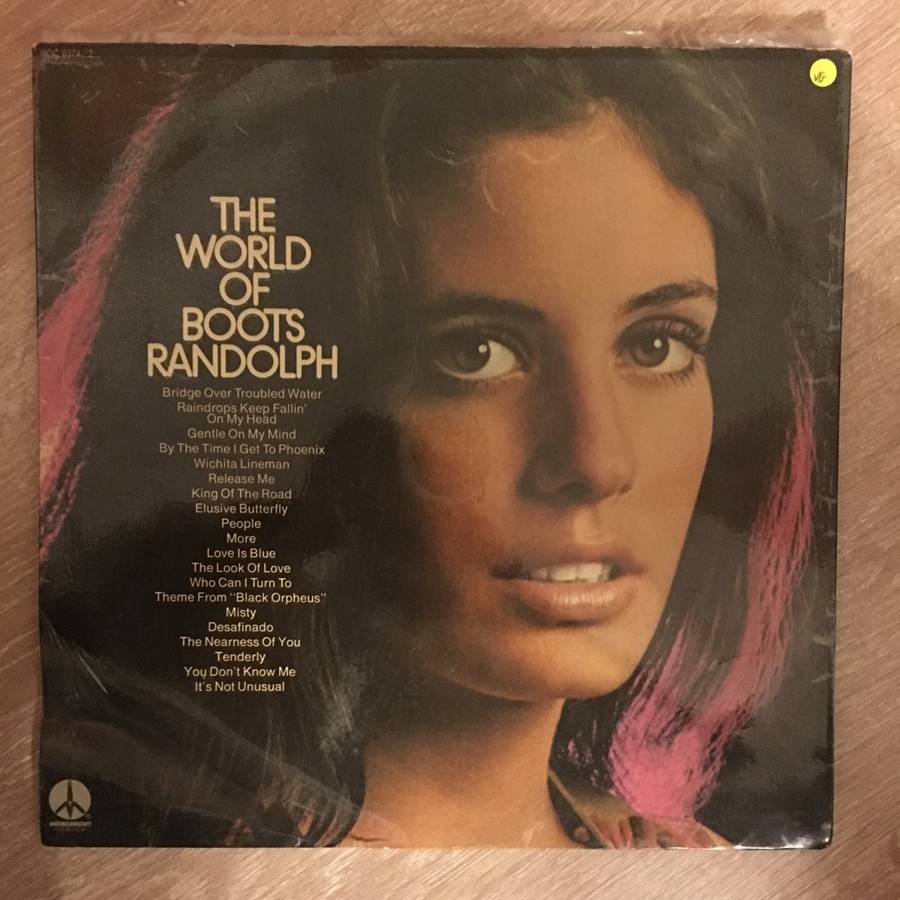 VG
THE
WORLD
OF
BOOTS
RANDOLPH
Bridge Over Troubled Water
Raindrops Keep Fallin'
On My Head
Gentle On My Mind
By The Time I Get To Phoenix
Wichita Lineman
Release Me
King Of The Road
Elusive Butterfly
People
More
Love Is Blue
The Look Of Love
Who Can I Turn To
Theme From "Black Orpheus"
Misty
Desafinado
The Nearness Of You
Tenderly
You Don't Know Me
It's Not Unusual
MONUMENT